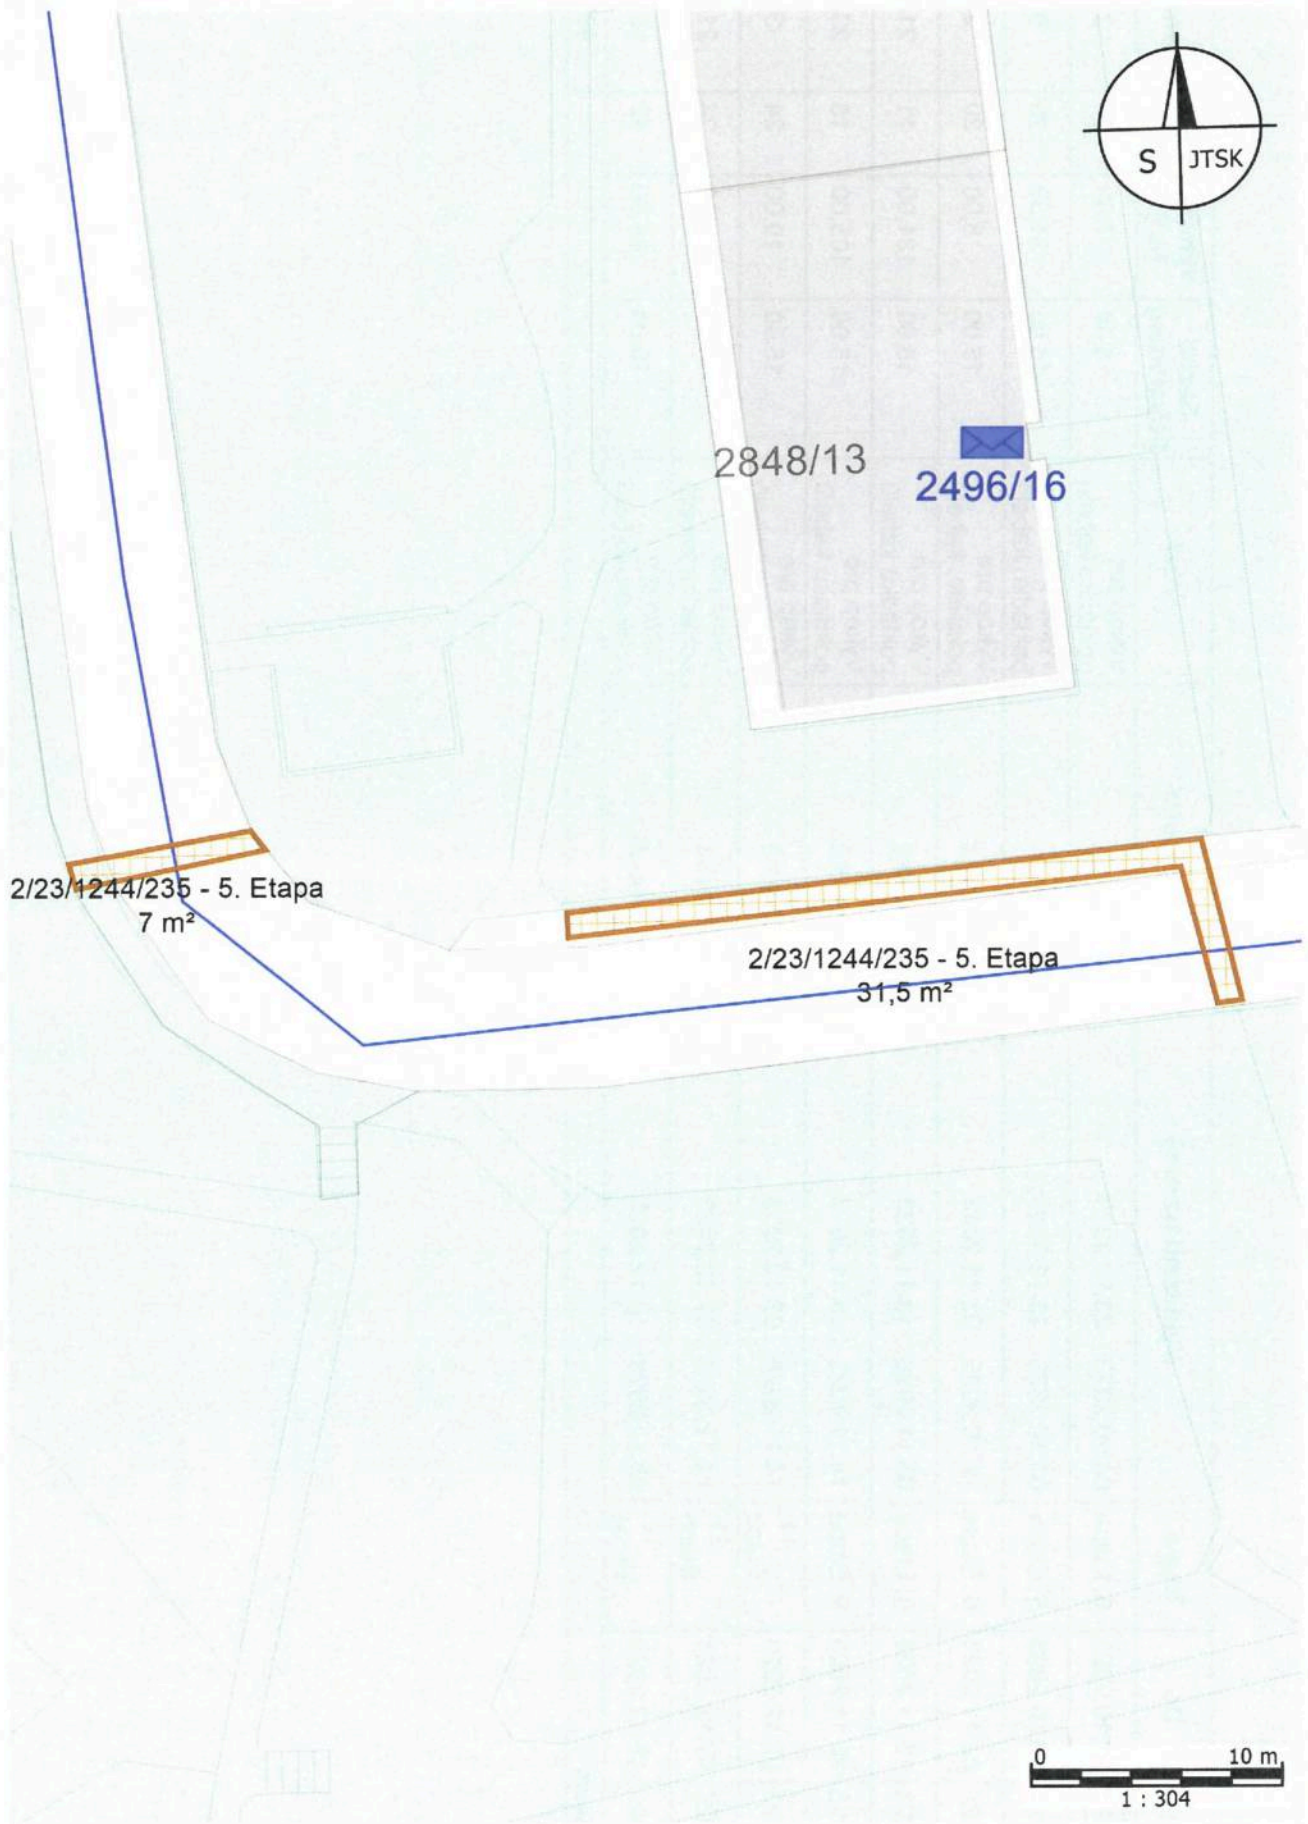 S JTSK
2848/13
2496/16
2/23/1244/235 - 5. Etapa
7 m²
2/23/1244/235 - 5. Etapa
31,5 m²
0 10 m
1 : 304